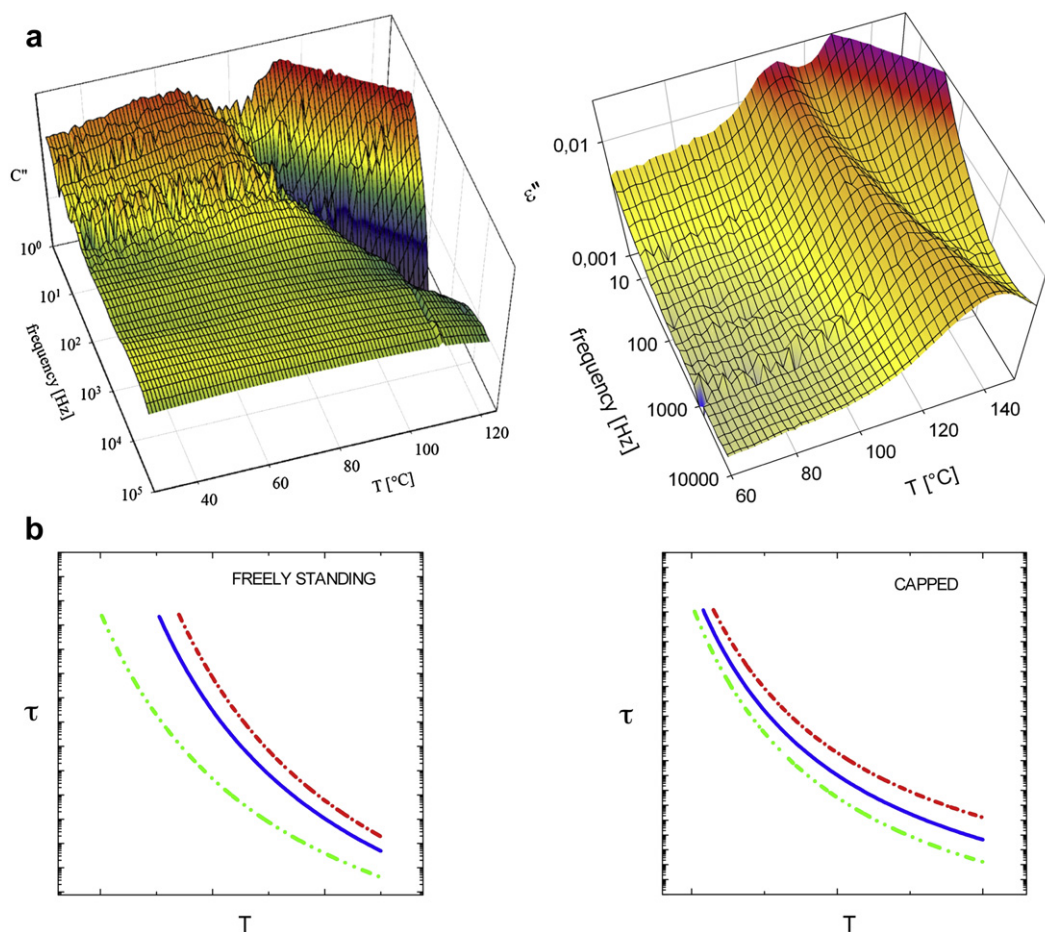 a
C"
10⁰
10¹
10²
10³
10⁴
10⁵
frequency [Hz]
40
60
80
100
120
T [°C]
0,01
ε"
0,001
10
100
1000
10000
frequency [Hz]
60
80
100
120
140
T [°C]
b
FREELY STANDING
τ
T
CAPPED
τ
T